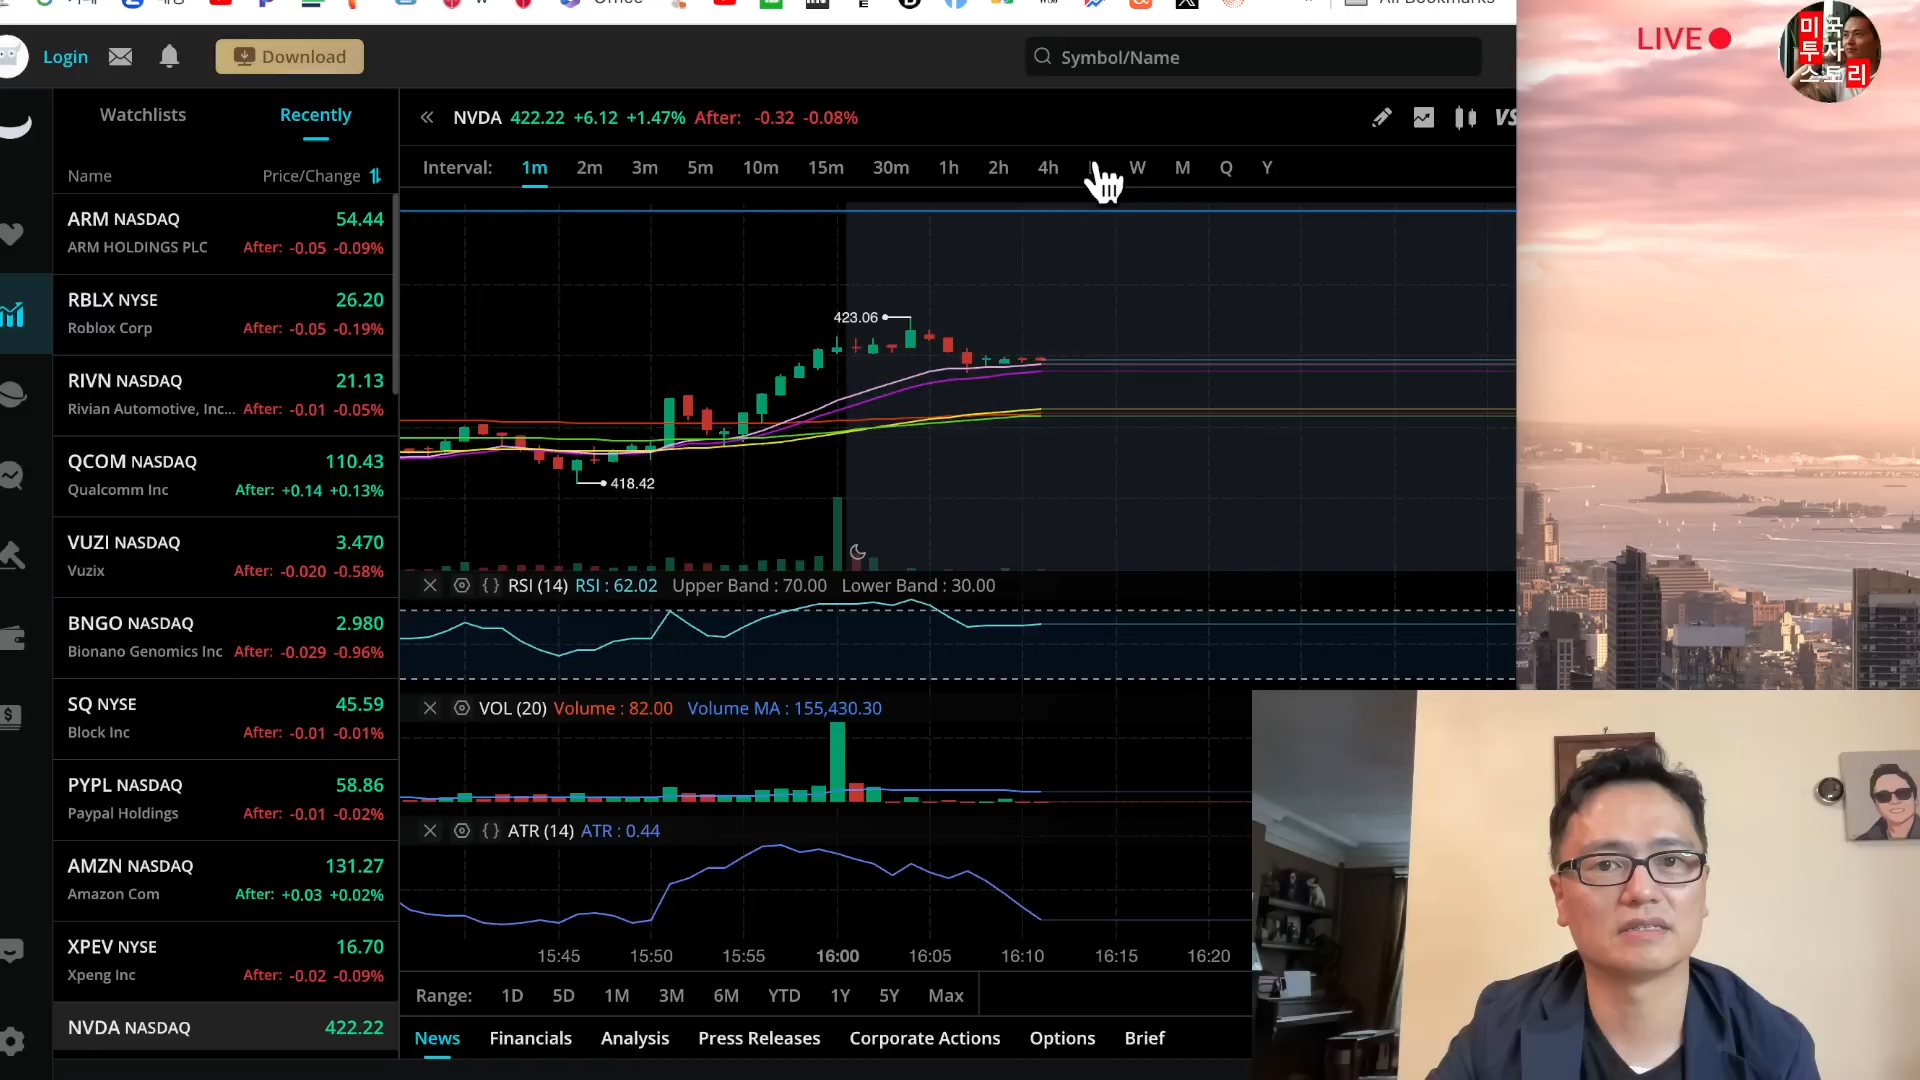 Office
All Bookmarks
Login
Download
Symbol/Name
LIVE
미국
투자
스토리
Watchlists Recently
NVDA 422.22 +6.12 +1.47% After: -0.32 -0.08%
VS
Name Price/Change
Interval: 1m 2m 3m 5m 10m 15m 30m 1h 2h 4h W M Q Y
ARM NASDAQ 54.44
ARM HOLDINGS PLC After: -0.05 -0.09%
RBLX NYSE 26.20
Roblox Corp After: -0.05 -0.19%
RIVN NASDAQ 21.13
Rivian Automotive, Inc... After: -0.01 -0.05%
QCOM NASDAQ 110.43
Qualcomm Inc After: +0.14 +0.13%
VUZI NASDAQ 3.470
Vuzix After: -0.020 -0.58%
BNGO NASDAQ 2.980
Bionano Genomics Inc After: -0.029 -0.96%
SQ NYSE 45.59
Block Inc After: -0.01 -0.01%
PYPL NASDAQ 58.86
Paypal Holdings After: -0.01 -0.02%
AMZN NASDAQ 131.27
Amazon Com After: +0.03 +0.02%
XPEV NYSE 16.70
Xpeng Inc After: -0.02 -0.09%
NVDA NASDAQ 422.22
423.06
418.42
RSI (14) RSI : 62.02 Upper Band : 70.00 Lower Band : 30.00
VOL (20) Volume : 82.00 Volume MA : 155,430.30
ATR (14) ATR : 0.44
15:45 15:50 15:55 16:00 16:05 16:10 16:15 16:20
Range: 1D 5D 1M 3M 6M YTD 1Y 5Y Max
News Financials Analysis Press Releases Corporate Actions Options Brief